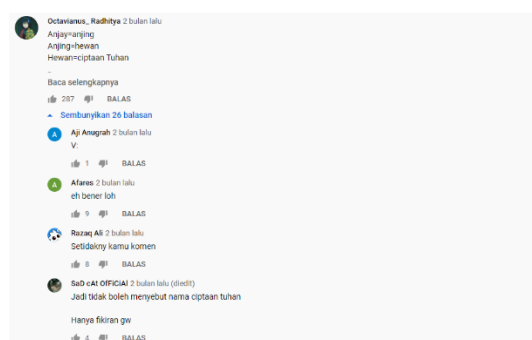 Octavianus_ Radhitya 2 bulan lalu
Anjay=anjing
Anjing=hewan
Hewan=ciptaan Tuhan
..
Baca selengkapnya
287 BALAS
Sembunyikan 26 balasan
A Aji Anugrah 2 bulan lalu
V:
1 BALAS
A Afares 2 bulan lalu
eh bener loh
9 BALAS
Razaq Ali 2 bulan lalu
Setidakny kamu komen
8 BALAS
SaD cAt OfFiCiAl 2 bulan lalu (diedit)
Jadi tidak boleh menyebut nama ciptaan tuhan
Hanya fikiran gw
4 BALAS